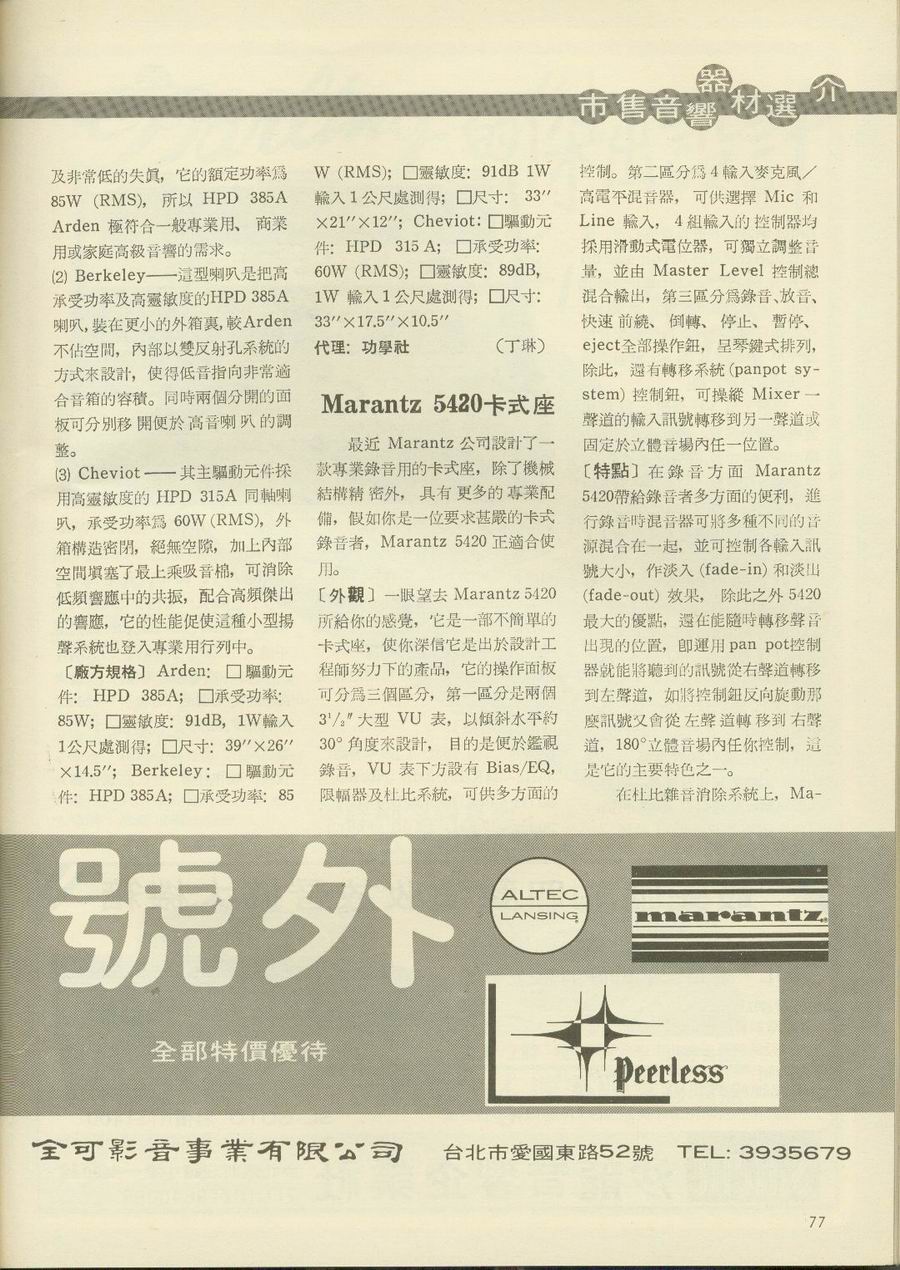 市售音響器材選介
及非常低的失眞，它的額定功率爲
85W (RMS)， 所以 HPD 385A
Arden 極符合一般專業用、 商業
用或家庭高級音響的需求。
(2) Berkeley——這型喇叭是把高
承受功率及高靈敏度的HPD 385A
喇叭,裝在更小的外箱裏,較Arden
不佔空間，內部以雙反射孔系統的
方式來設計，使得低音指向非常適
合音箱的容積。同時兩個分開的面
板可分別移 開便於 高音喇 叭 的調
整。
(3) Cheviot —— 其主驅動元件採
用高靈敏度的 HPD 315A 同軸喇
叭，承受功率爲 60W (RMS)， 外
箱構造密閉，絕無空隙，加上內部
空間填塞了最上乘吸音棉，可消除
低頻響應中的共振，配合高頻傑出
的響應，它的性能促使這種小型揚
聲系統也登入專業用行列中。
〔廠方規格〕Arden： □ 驅動元
件： HPD 385A；□承受功率：
85W；□靈敏度：91dB，1W輸入
1公尺處測得；□尺寸：39″×26″
×14.5″； Berkeley： □ 驅動元
件：HPD 385A；□承受功率：85
W (RMS)；□靈敏度：91dB 1W
輸入 1 公尺處測得；□尺寸： 33″
×21″×12″；Cheviot：□驅動元
件：HPD 315 A； □承受功率：
60W (RMS)；□靈敏度：89dB，
1W 輸入 1 公尺處測得；□尺寸：
33″×17.5″×10.5″
代理：功學社 （丁琳）
Marantz 5420卡式座
最近 Marantz 公司設計了一
款專業錄音用的卡式座，除了機械
結構精 密外， 具有 更多的 專業配
備，假如你是一位要求甚嚴的卡式
錄音者，Marantz 5420 正適合使
用。
〔外觀〕一眼望去 Marantz 5420
所給你的感覺，它是一部不簡單的
卡式座，使你深信它是出於設計工
程師努力下的產品，它的操作面板
可分爲三個區分，第一區分是兩個
3¹/₂″ 大型 VU 表，以傾斜水平約
30° 角度來設計， 目的是便於鑑視
錄音，VU 表下方設有 Bias/EQ，
限幅器及杜比系統，可供多方面的
控制。第二區分爲 4 輸入麥克風／
高電平混音器， 可供選擇 Mic 和
Line 輸入， 4 組輸入的 控制器均
採用滑動式電位器，可獨立調整音
量，並由 Master Level 控制總
混合輸出，第三區分爲錄音､放音､
快速 前繞、 倒轉、 停止、 暫停、
eject全部操作鈕，呈琴鍵式排列，
除此，還有轉移系統 (panpot sy-
stem) 控制鈕，可操縱 Mixer 一
聲道的輸入訊號轉移到另一聲道或
固定於立體音場內任一位置。
〔特點〕在 錄 音 方 面 Marantz
5420帶給錄音者多方面的便利，進
行錄音時混音器可將多種不同的音
源混合在一起，並可控制各輸入訊
號大小，作淡入 (fade-in) 和淡出
(fade-out) 效果， 除此之外 5420
最大的優點，還在能隨時轉移聲音
出現的位置，卽運用 pan pot控制
器就能將聽到的訊號從右聲道轉移
到左聲道，如將控制鈕反向旋動那
麼訊號又會從 左聲 道轉 移到 右聲
道，180°立體音場內任你控制，這
是它的主要特色之一。
在杜比雜音消除系統上，Ma-
號外
全部特價優待
ALTEC
LANSING®
marantz®
Peerless
全可影音事業有限公司 台北市愛國東路52號 TEL: 3935679
77